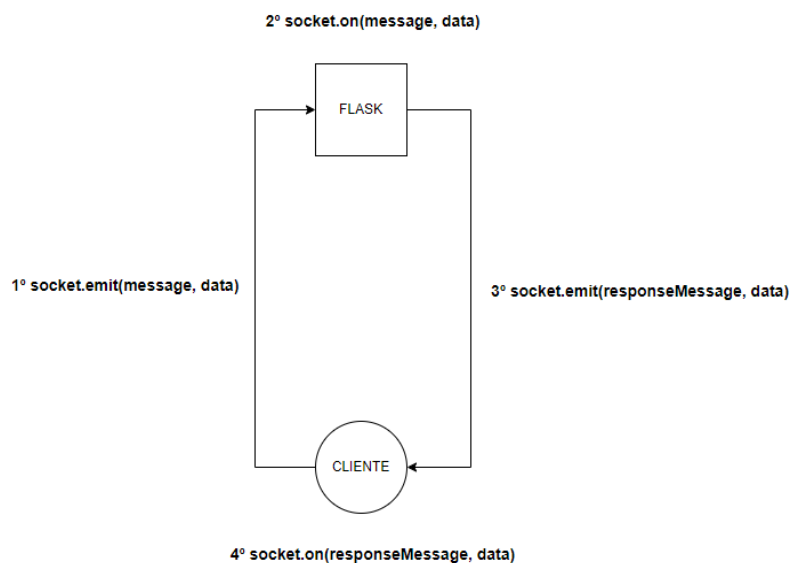 2º socket.on(message, data)
FLASK
1º socket.emit(message, data)
3º socket.emit(responseMessage, data)
CLIENTE
4º socket.on(responseMessage, data)